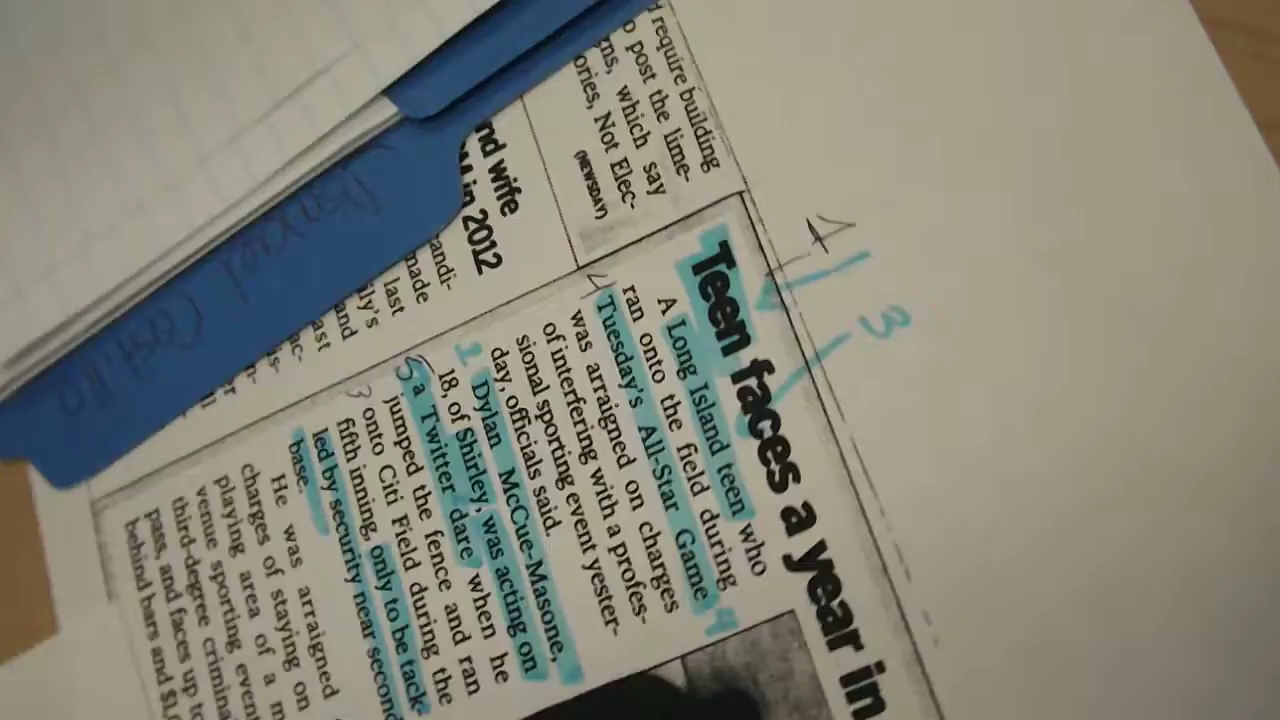 require building
post the lime-
gns, which say
ories, Not Elec-
(NEWSDAY)
nd wife
in 2012
andi-
made
last
ily's
and
ast
4
3
Teen faces a year in
A Long Island teen who
ran onto the field during
4 Tuesday's All-Star Game 4
was arraigned on charges
of interfering with a profes-
sional sporting event yester-
day, officials said.
1 Dylan McCue-Masone,
18, of Shirley, was acting on
5 a Twitter dare when he
jumped the fence and ran
3 onto Citi Field during the
fifth inning, only to be tack-
led by security near second
base.
He was arraigned
charges of staying on
playing area of a m
venue sporting event
third-degree crimina
pass, and faces up to
behind bars and $1,
Castillo